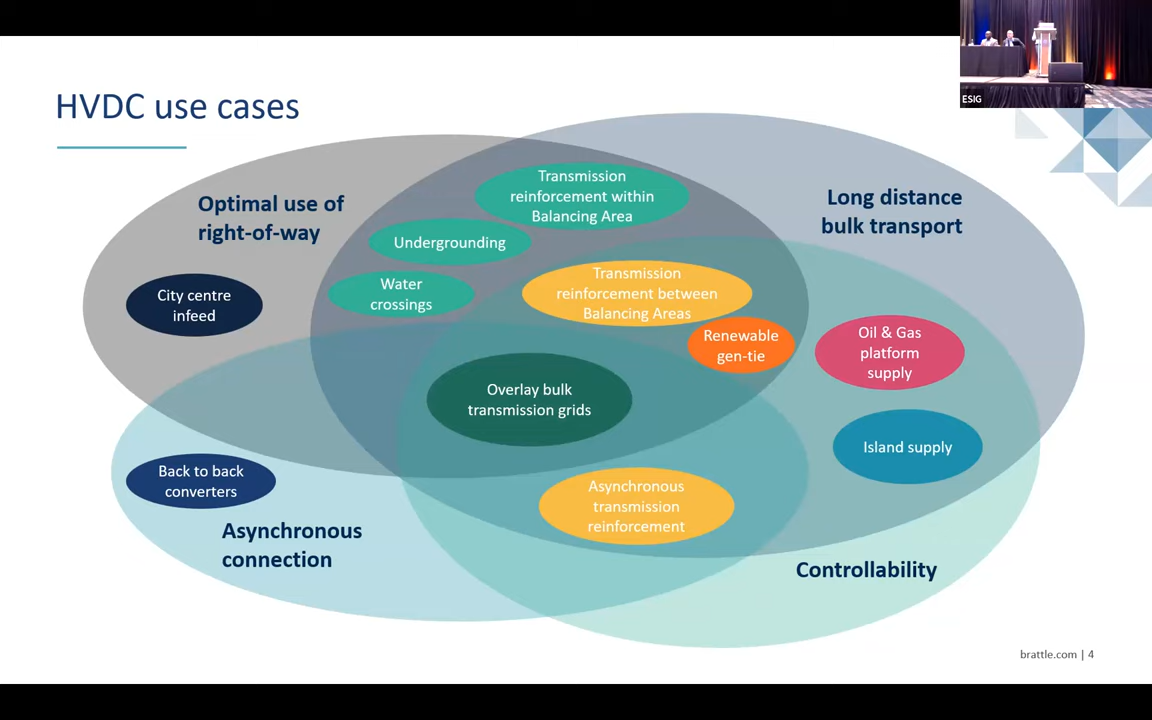 ESIG
HVDC use cases
Optimal use of
right-of-way
Transmission
reinforcement within
Balancing Area
Long distance
bulk transport
Undergrounding
Water
crossings
Transmission
reinforcement between
Balancing Areas
City centre
infeed
Renewable
gen-tie
Oil & Gas
platform
supply
Overlay bulk
transmission grids
Island supply
Back to back
converters
Asynchronous
transmission
reinforcement
Asynchronous
connection
Controllability
brattle.com | 4